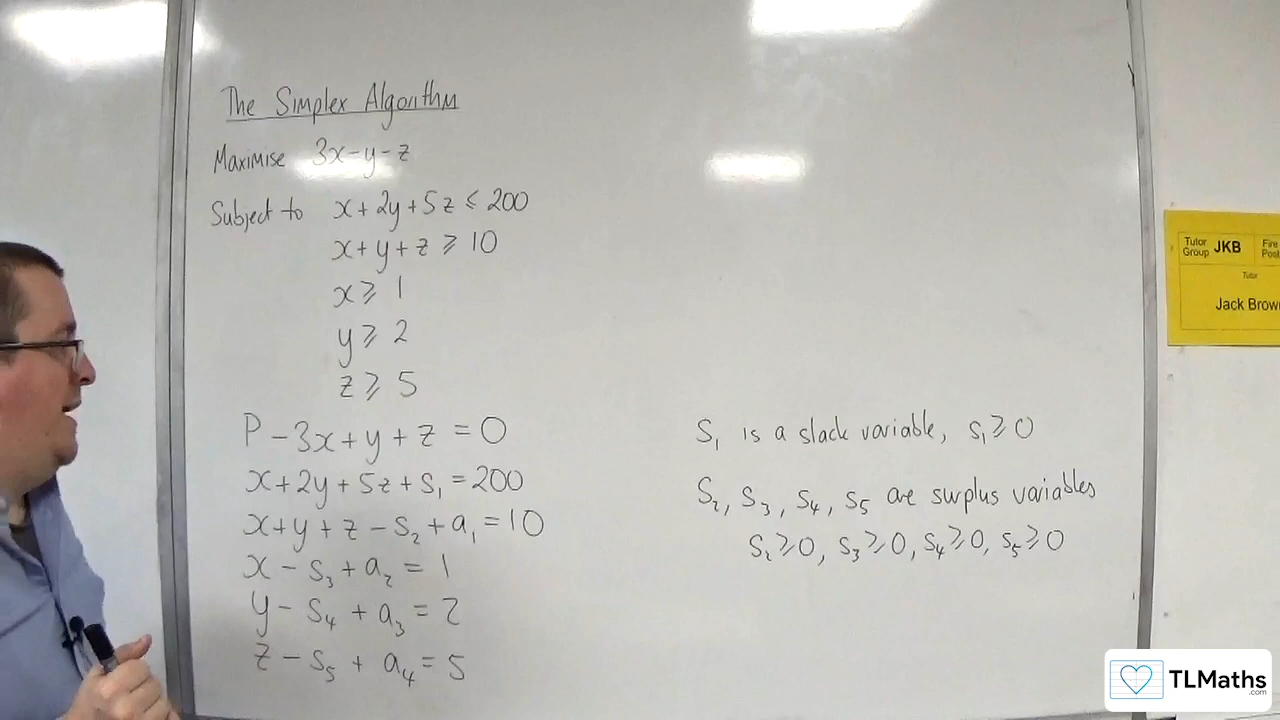 The Simplex Algorithm
Maximise 3x-y-z
Subject to x+2y+5z ≤ 200
x+y+z ≥ 10
x ≥ 1
y ≥ 2
z ≥ 5
P-3x+y+z = 0
x+2y+5z+s₁ = 200
x+y+z-s₂+a₁ = 10
x-s₃+a₂ = 1
y-s₄+a₃ = 2
z-s₅+a₄ = 5
S₁ is a slack variable, s₁ ≥ 0
S₂, S₃, S₄, S₅ are surplus variables
S₂ ≥ 0, S₃ ≥ 0, S₄ ≥ 0, S₅ ≥ 0
Tutor Group JKB
Fire
Tutor
Jack Brow
TLMaths
.com